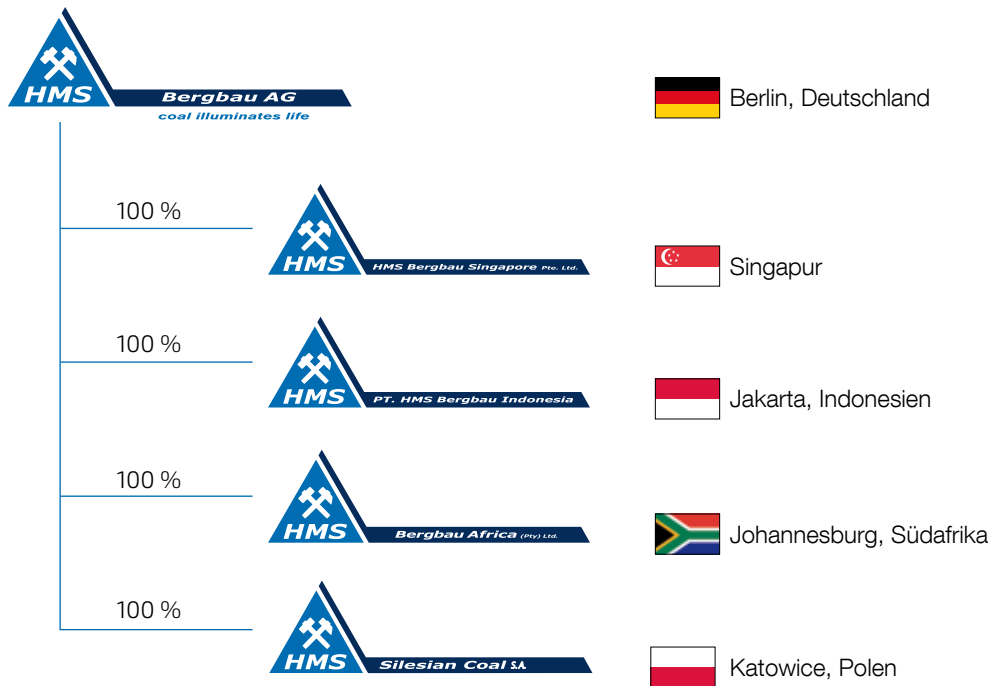 HMS
Bergbau AG
coal illuminates life
Berlin, Deutschland
100 %
HMS
HMS Bergbau Singapore Pte. Ltd.
Singapur
100 %
HMS
PT. HMS Bergbau Indonesia
Jakarta, Indonesien
100 %
HMS
Bergbau Africa (Pty) Ltd.
Johannesburg, Südafrika
100 %
HMS
Silesian Coal S.A.
Katowice, Polen